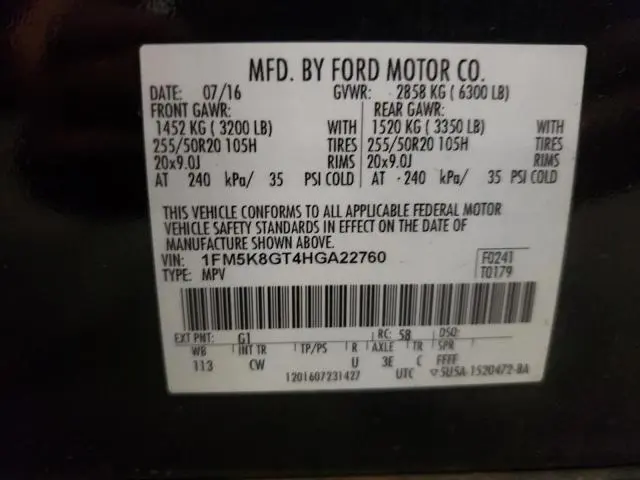 MFD. BY FORD MOTOR CO.
DATE: 07/16 GVWR: 2858 KG ( 6300 LB)
FRONT GAWR: REAR GAWR:
1452 KG ( 3200 LB) WITH 1520 KG ( 3350 LB) WITH
255/50R20 105H TIRES 255/50R20 105H TIRES
20x9.0J RIMS 20x9.0J RIMS
AT 240 kPa/ 35 PSI COLD AT 240 kPa/ 35 PSI COLD
THIS VEHICLE CONFORMS TO ALL APPLICABLE FEDERAL MOTOR
VEHICLE SAFETY STANDARDS IN EFFECT ON THE DATE OF
MANUFACTURE SHOWN ABOVE.
VIN: 1FM5K8GT4HGA22760 F0241
TYPE: MPV T0179
EXT PNT: G1 RC: 58 DSO:
WB INT TR TP/PS R AXLE TR SPR
113 CW U 3E C FFFF
1201607231427 UTC ▽5U5A-1520472-BA